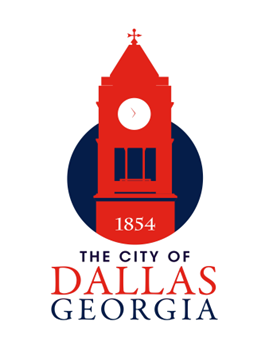 1854
THE CITY OF
DALLAS
GEORGIA